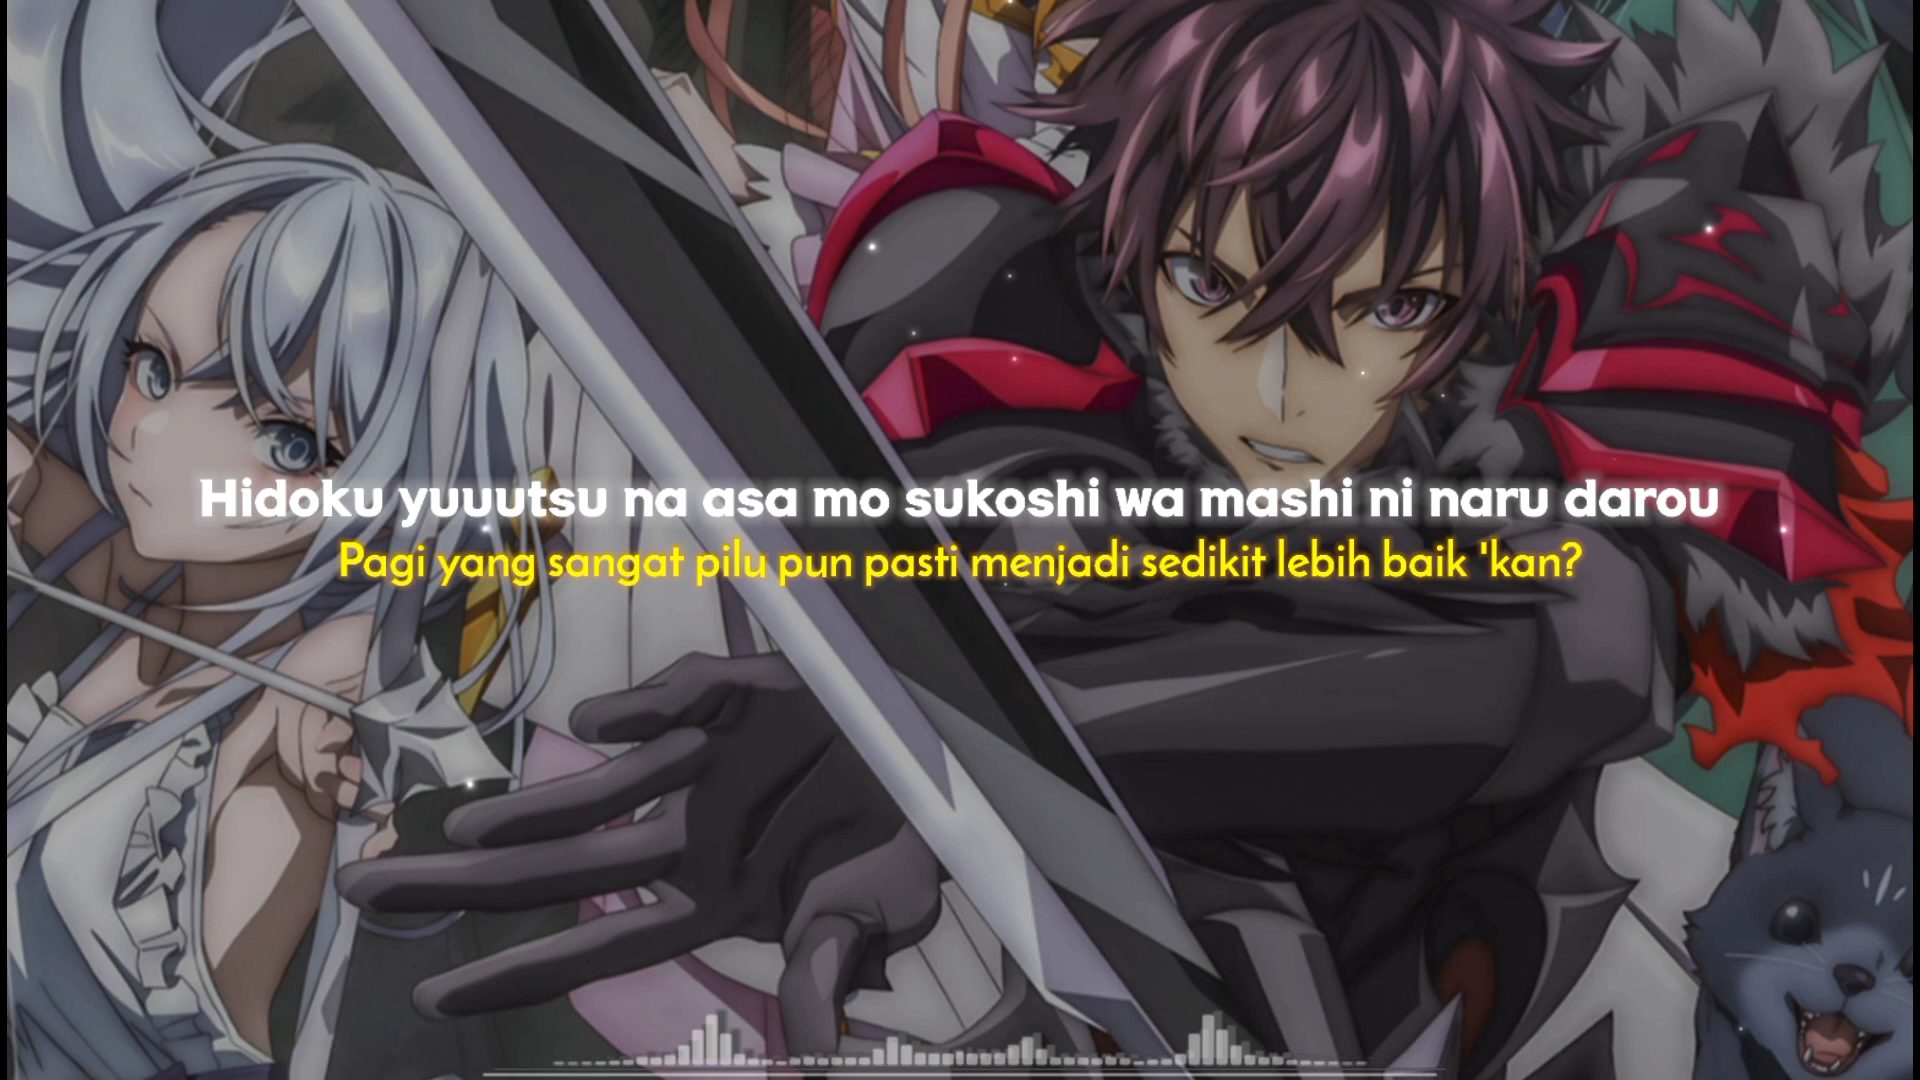 Hidoku yuuutsu na asa mo sukoshi wa mashi ni naru darou
Pagi yang sangat pilu pun pasti menjadi sedikit lebih baik 'kan?